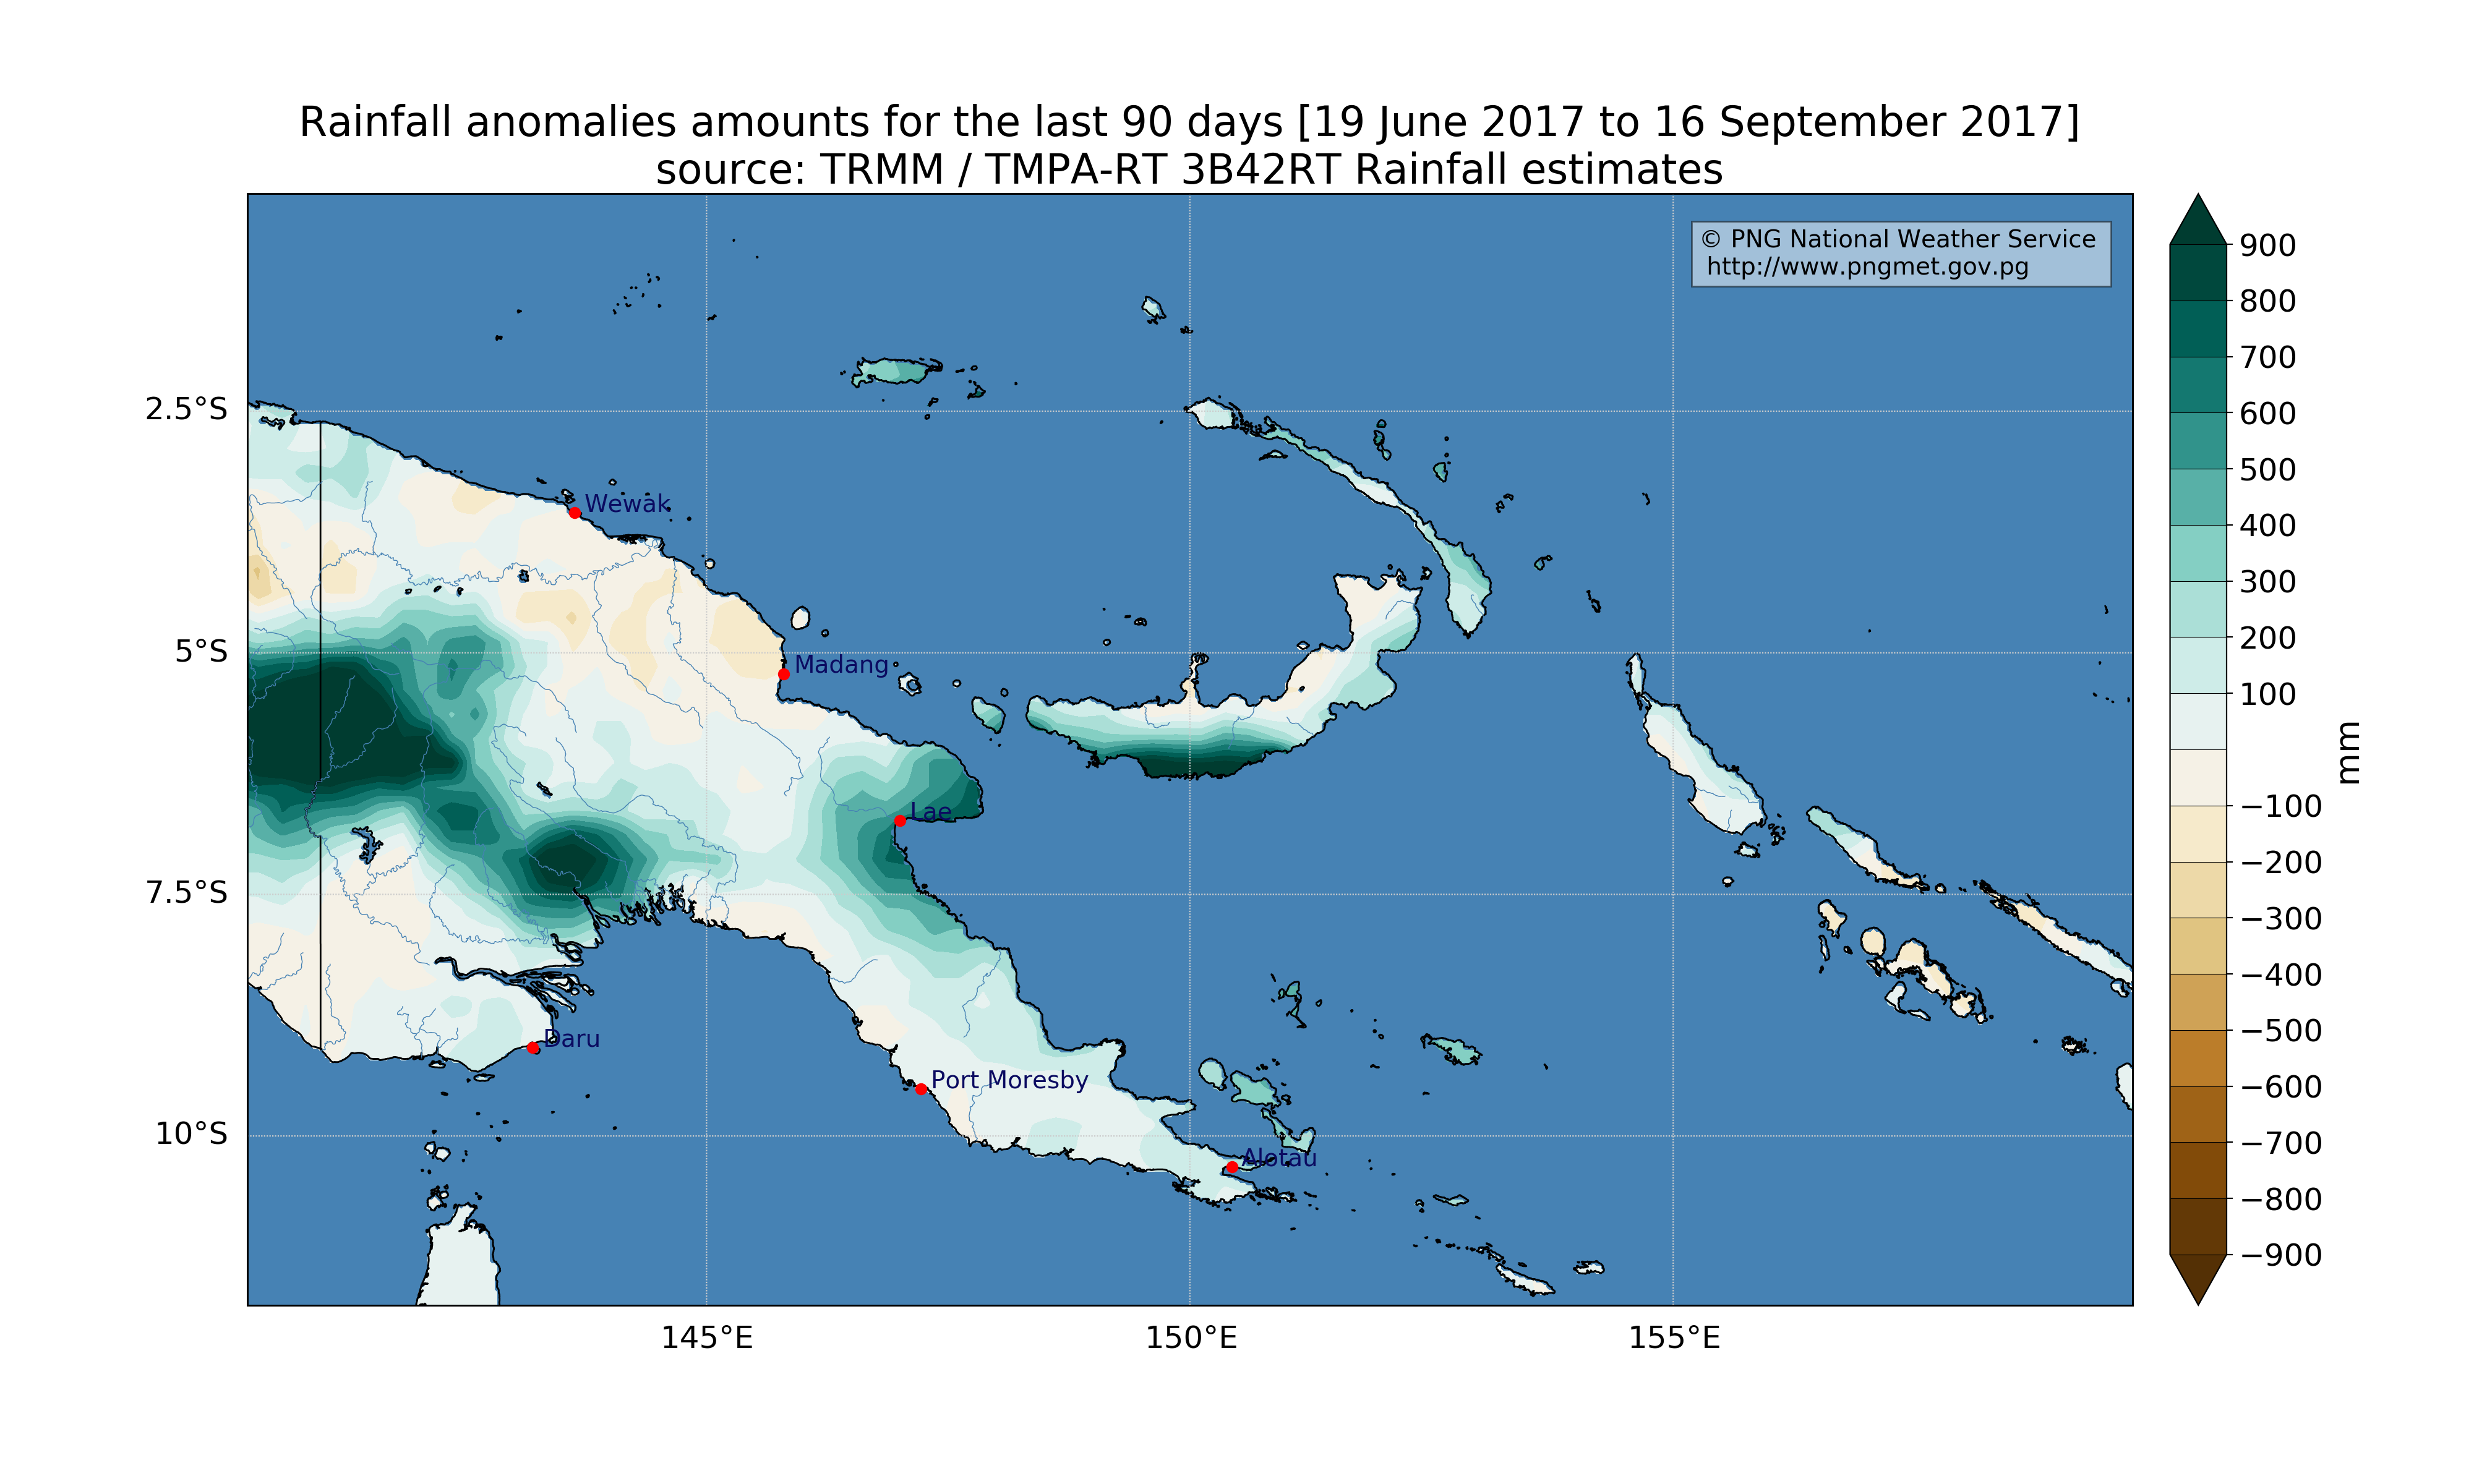 Rainfall anomalies amounts for the last 90 days [19 June 2017 to 16 September 2017]
source: TRMM / TMPA-RT 3B42RT Rainfall estimates
© PNG National Weather Service
http://www.pngmet.gov.pg
2.5°S
5°S
7.5°S
10°S
Wewak
Madang
Lae
Daru
Port Moresby
Alotau
145°E
150°E
155°E
900
800
700
600
500
400
300
200
100
−100
−200
−300
−400
−500
−600
−700
−800
−900
mm